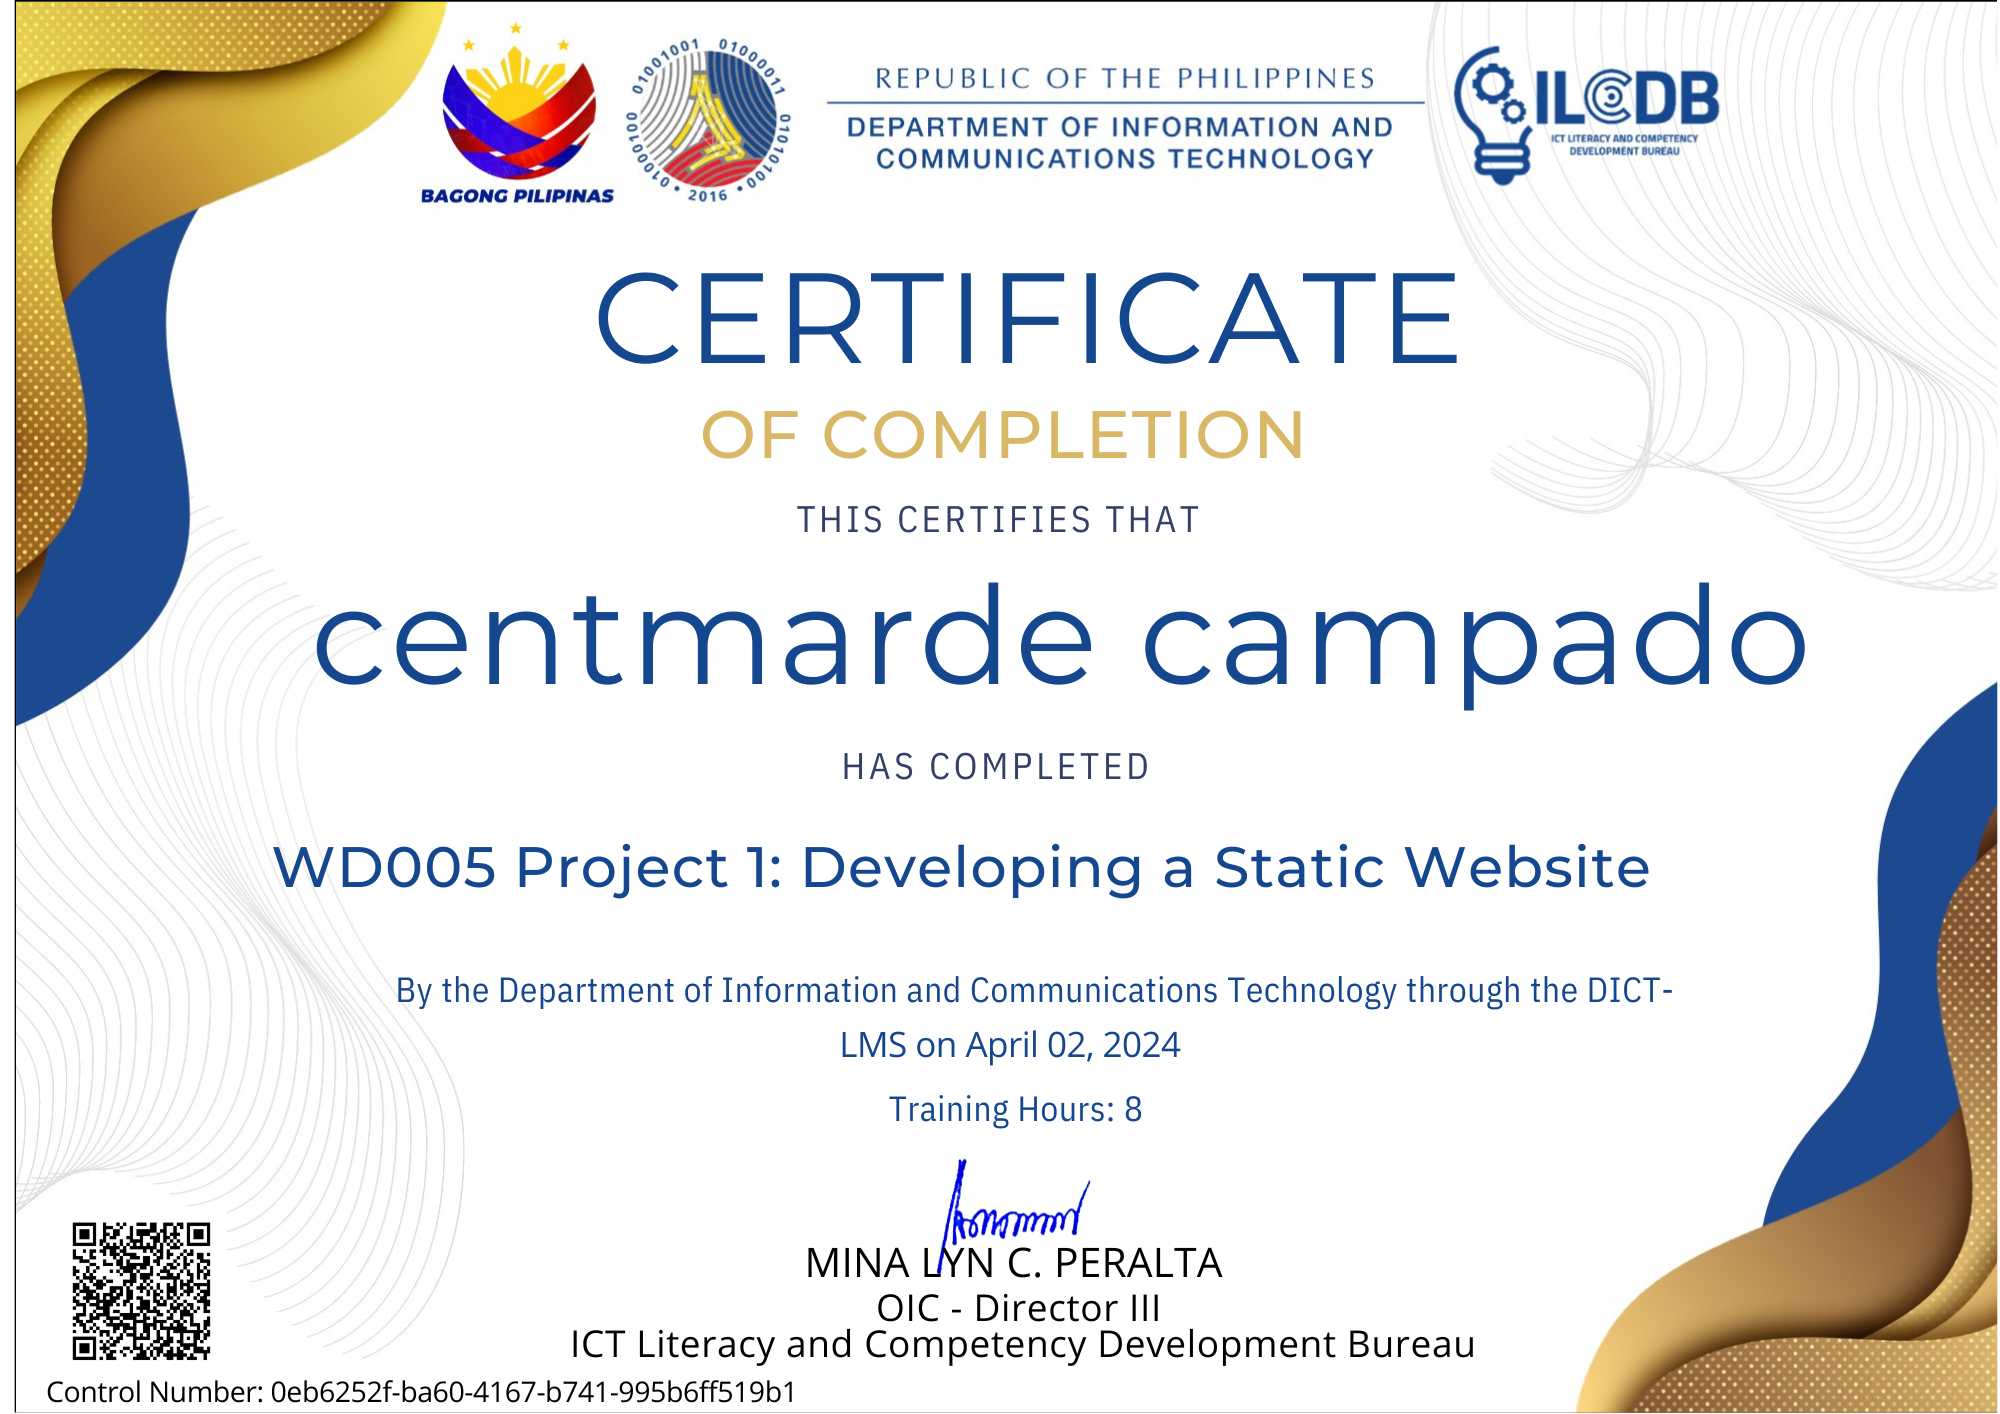 BAGONG PILIPINAS
01001001 01000011 01010100 01000100 • 2016 •
REPUBLIC OF THE PHILIPPINES
DEPARTMENT OF INFORMATION AND
COMMUNICATIONS TECHNOLOGY
ILCDB
ICT LITERACY AND COMPETENCY
DEVELOPMENT BUREAU
CERTIFICATE
OF COMPLETION
THIS CERTIFIES THAT
centmarde campado
HAS COMPLETED
WD005 Project 1: Developing a Static Website
By the Department of Information and Communications Technology through the DICT-
LMS on April 02, 2024
Training Hours: 8
MINA LYN C. PERALTA
OIC - Director III
ICT Literacy and Competency Development Bureau
Control Number: 0eb6252f-ba60-4167-b741-995b6ff519b1